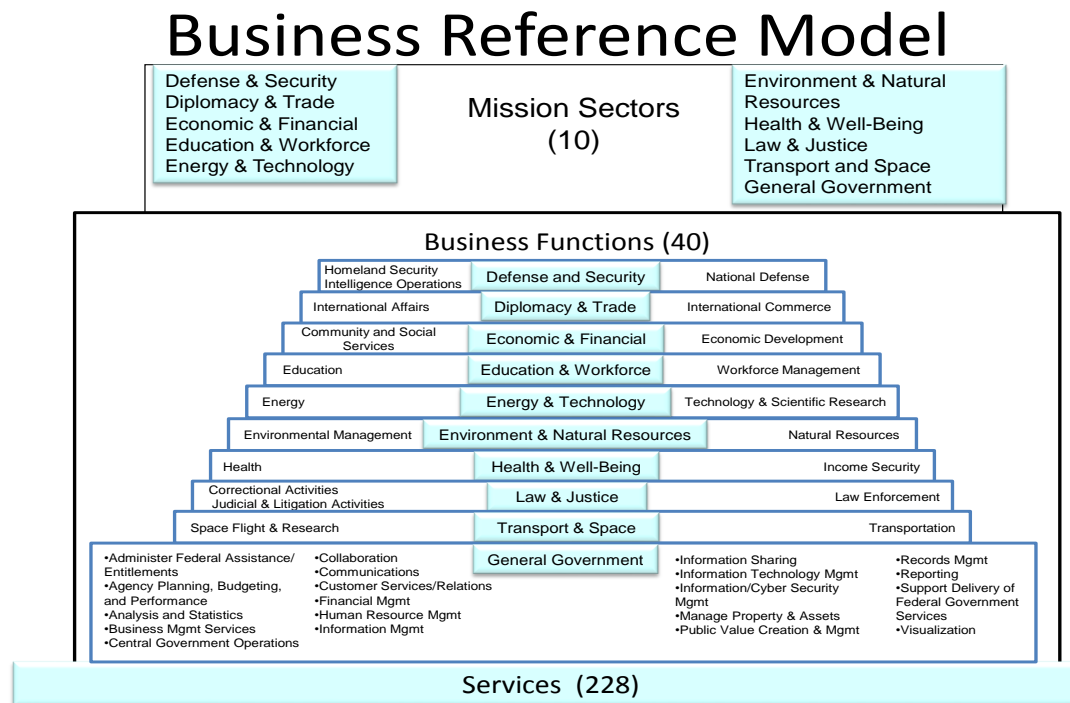 Business Reference Model
Defense & Security
Diplomacy & Trade
Economic & Financial
Education & Workforce
Energy & Technology
Mission Sectors
(10)
Environment & Natural
Resources
Health & Well-Being
Law & Justice
Transport and Space
General Government
Business Functions (40)
Homeland Security
Intelligence Operations
Defense and Security
National Defense
International Affairs
Diplomacy & Trade
International Commerce
Community and Social
Services
Economic & Financial
Economic Development
Education
Education & Workforce
Workforce Management
Energy
Energy & Technology
Technology & Scientific Research
Environmental Management
Environment & Natural Resources
Natural Resources
Health
Health & Well-Being
Income Security
Correctional Activities
Judicial & Litigation Activities
Law & Justice
Law Enforcement
Space Flight & Research
Transport & Space
Transportation
General Government
•Administer Federal Assistance/
Entitlements
•Agency Planning, Budgeting,
and Performance
•Analysis and Statistics
•Business Mgmt Services
•Central Government Operations
•Collaboration
•Communications
•Customer Services/Relations
•Financial Mgmt
•Human Resource Mgmt
•Information Mgmt
•Information Sharing
•Information Technology Mgmt
•Information/Cyber Security
Mgmt
•Manage Property & Assets
•Public Value Creation & Mgmt
•Records Mgmt
•Reporting
•Support Delivery of
Federal Government
Services
•Visualization
Services (228)